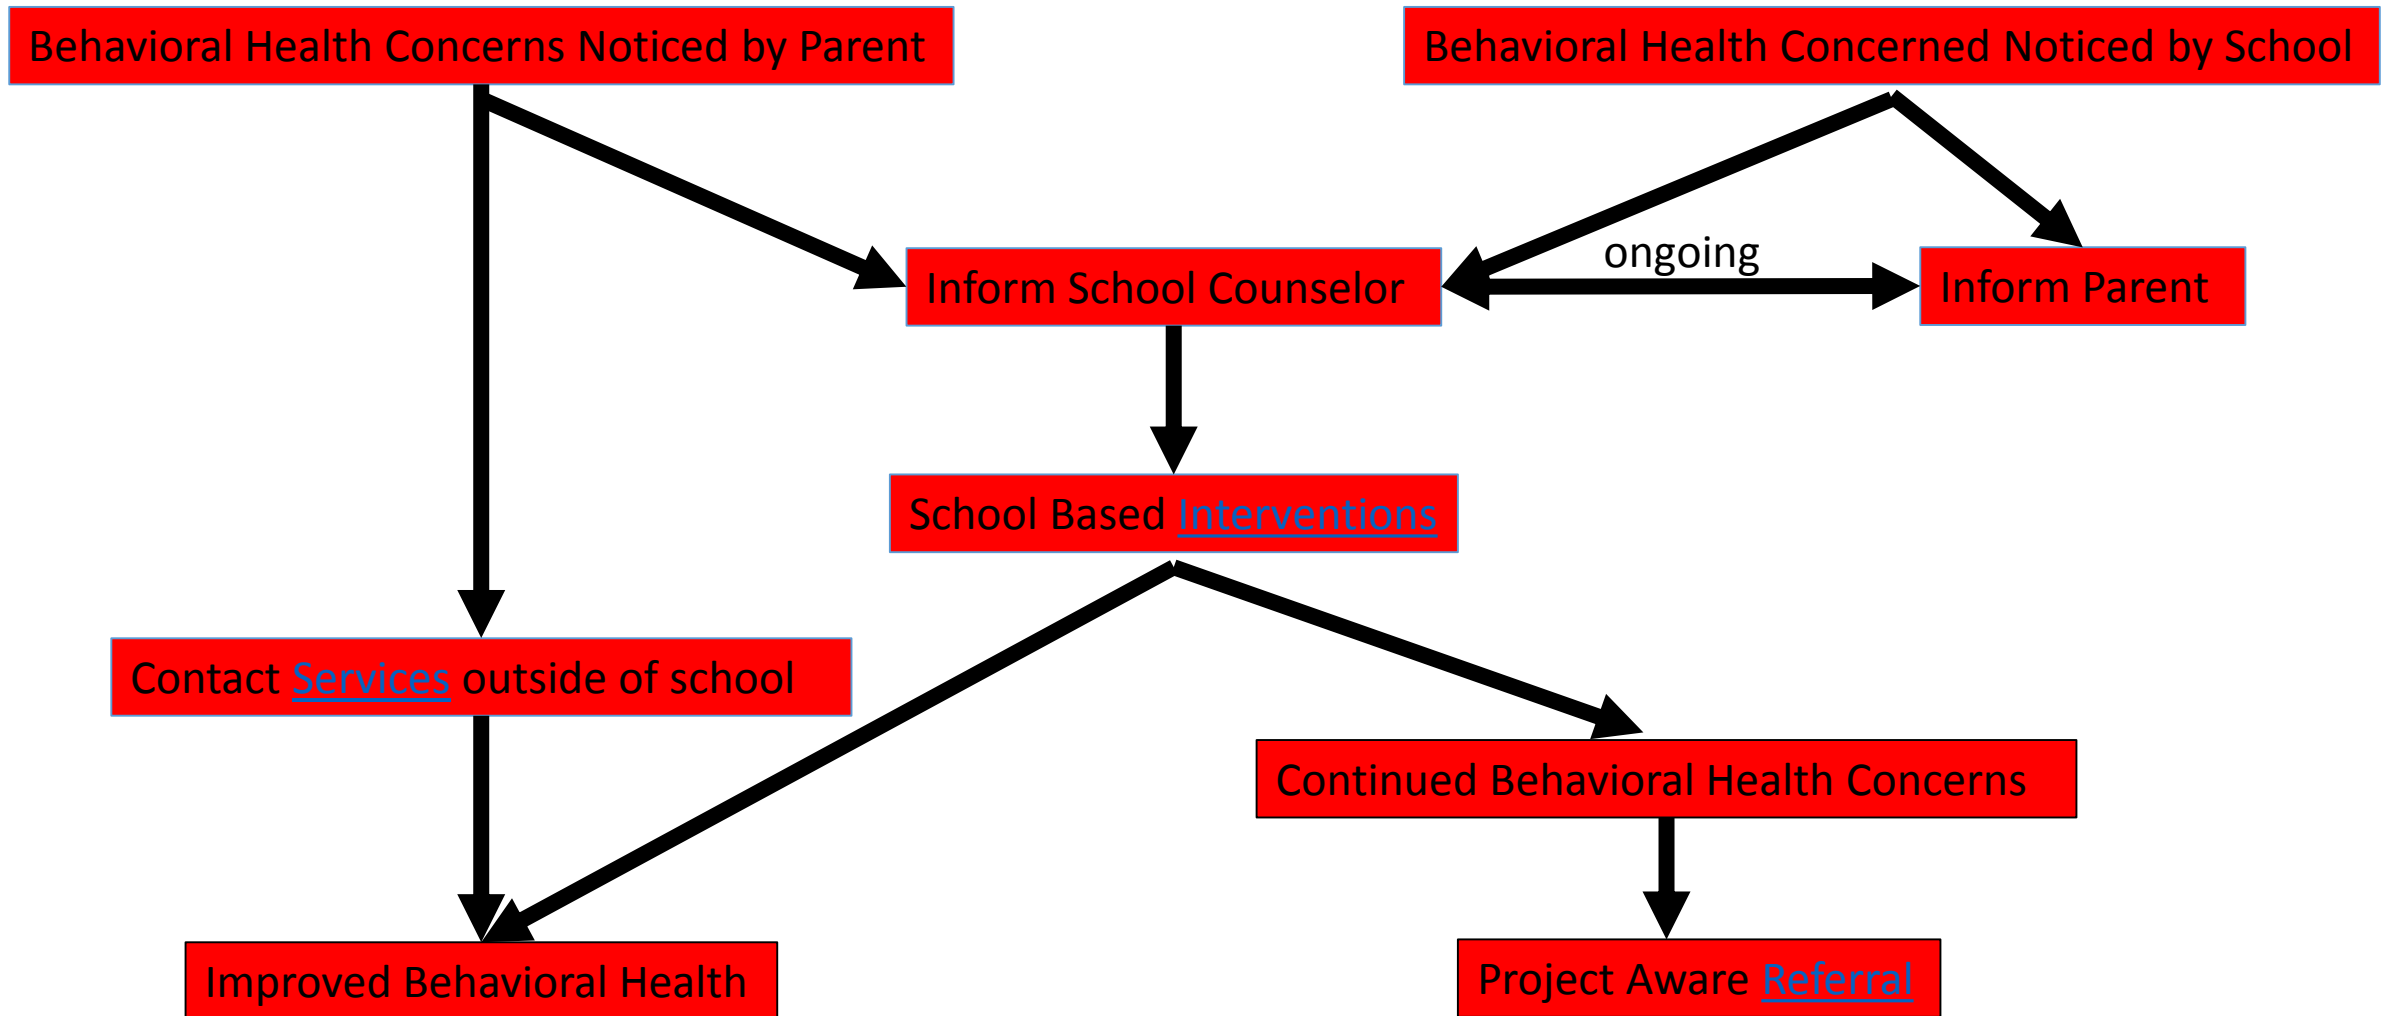 Behavioral Health Concerns Noticed by Parent
Behavioral Health Concerned Noticed by School
ongoing
Inform School Counselor
Inform Parent
School Based Interventions
Contact Services outside of school
Continued Behavioral Health Concerns
Improved Behavioral Health
Project Aware Referral